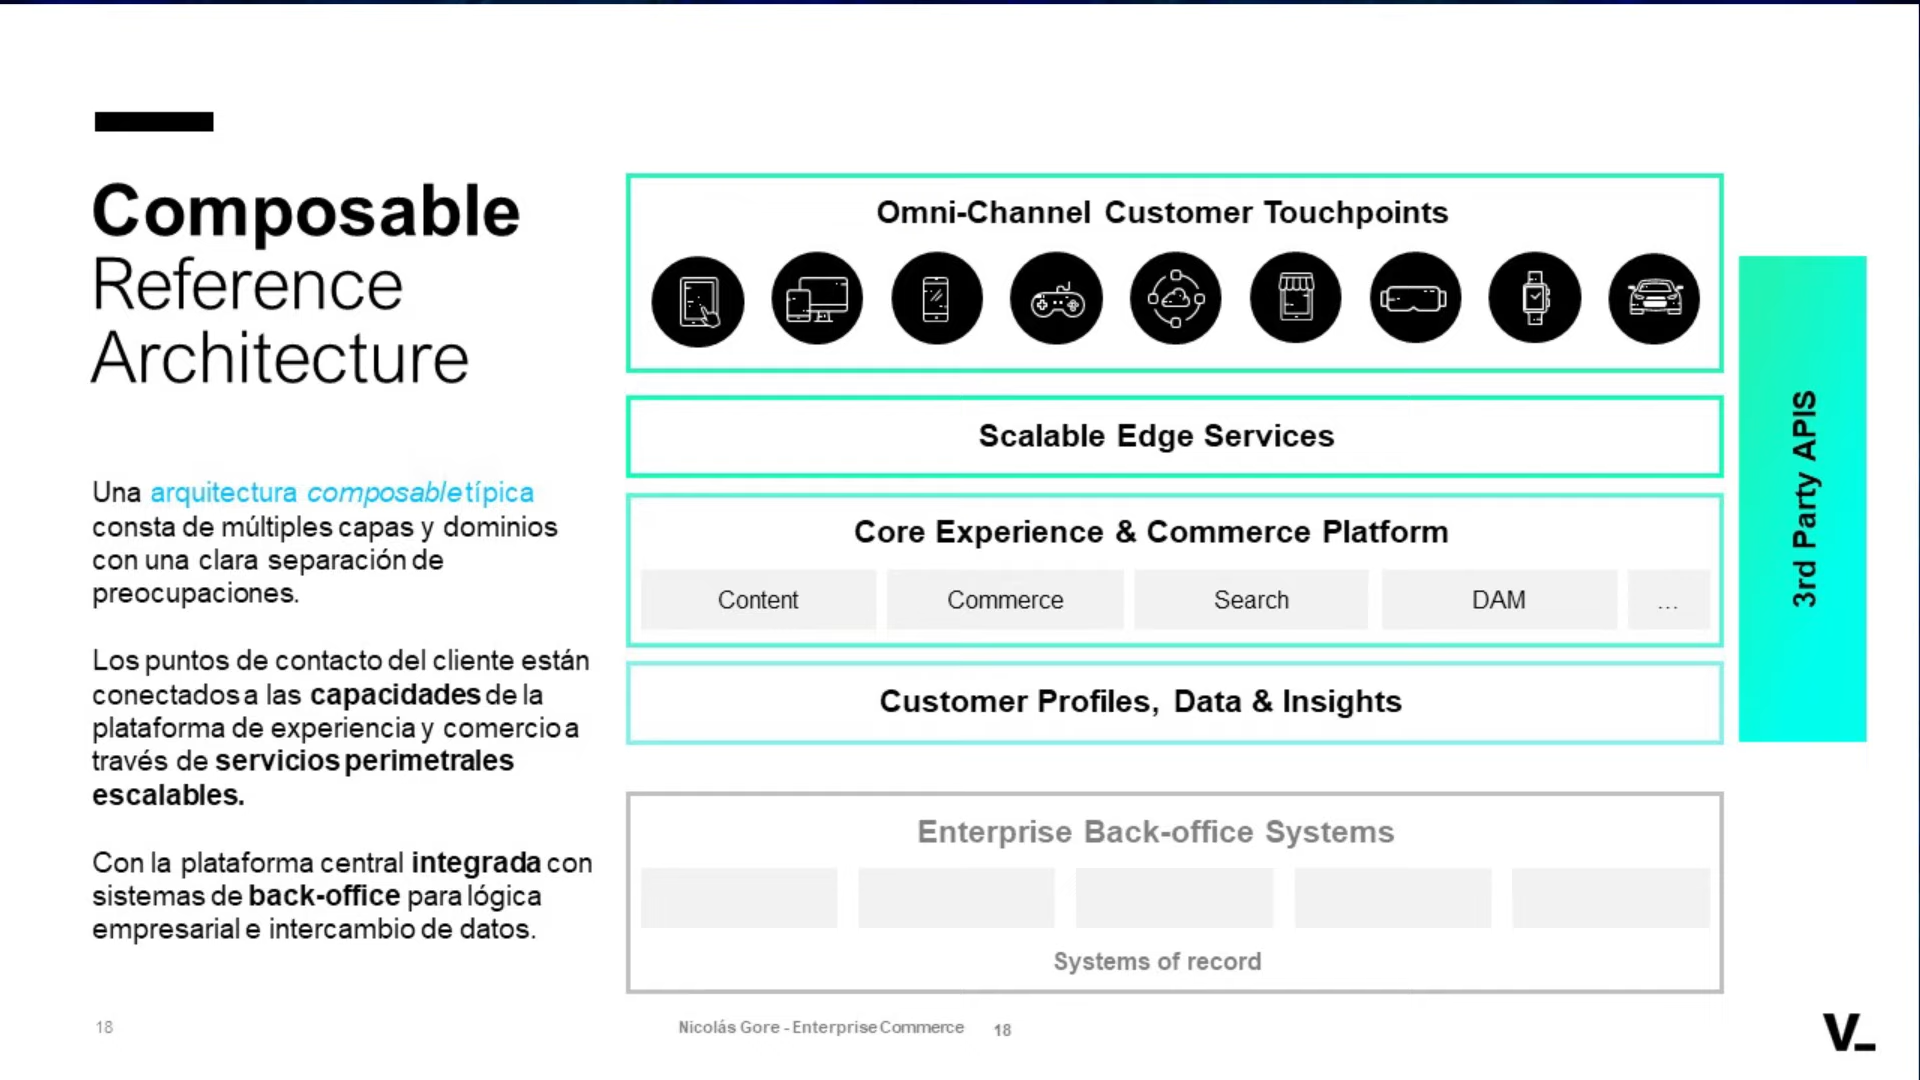 Composable
Reference
Architecture
Una arquitectura composable típica
consta de múltiples capas y dominios
con una clara separación de
preocupaciones.
Los puntos de contacto del cliente están
conectados a las capacidades de la
plataforma de experiencia y comercio a
través de servicios perimetrales
escalables.
Con la plataforma central integrada con
sistemas de back-office para lógica
empresarial e intercambio de datos.
Omni-Channel Customer Touchpoints
Scalable Edge Services
Core Experience & Commerce Platform
Content
Commerce
Search
DAM
...
Customer Profiles, Data & Insights
3rd Party APIS
Enterprise Back-office Systems
Systems of record
18
Nicolás Gore - Enterprise Commerce
18
V_